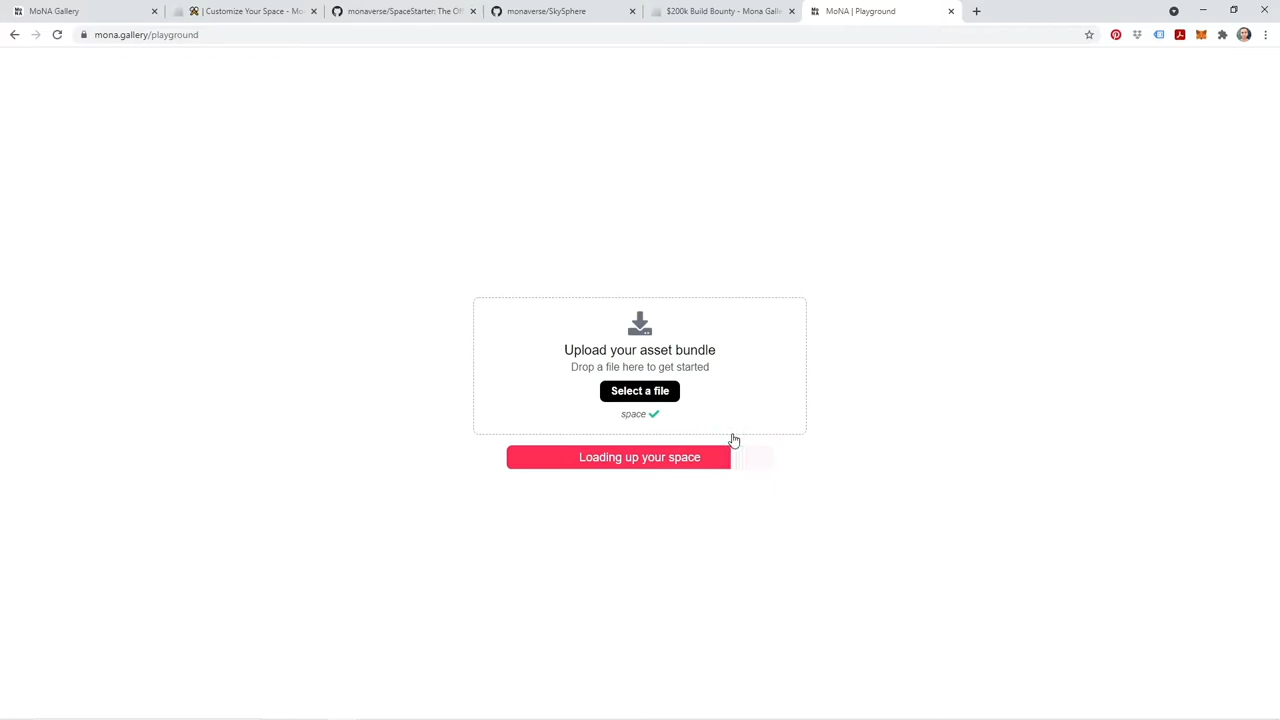 MoNA Gallery
| Customize Your Space - Mo
monaverse/SpaceStarter: The Of
monaverse/SkySphere
$200k Build Bounty - Mona Galle
MoNA | Playground
mona.gallery/playground
Upload your asset bundle
Drop a file here to get started
Select a file
space
Loading up your space